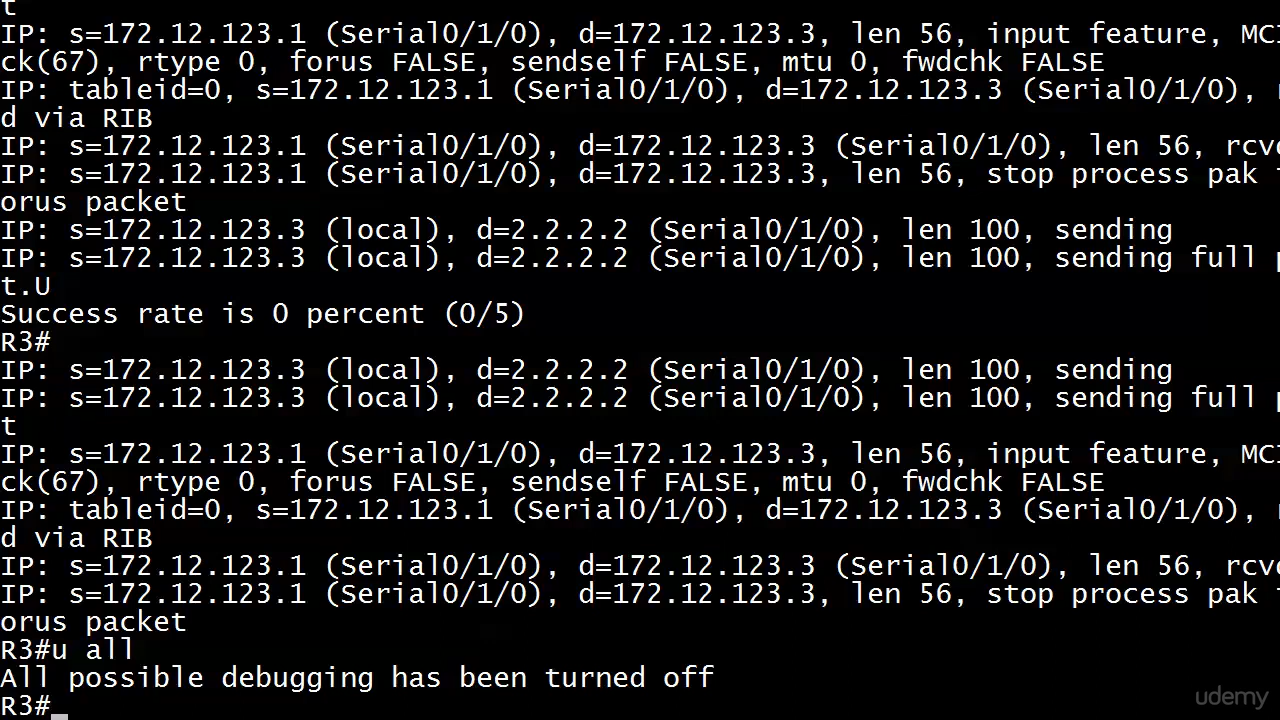 t
IP: s=172.12.123.1 (Serial0/1/0), d=172.12.123.3, len 56, input feature, MCI
ck(67), rtype 0, forus FALSE, sendself FALSE, mtu 0, fwdchk FALSE
IP: tableid=0, s=172.12.123.1 (Serial0/1/0), d=172.12.123.3 (Serial0/1/0),
d via RIB
IP: s=172.12.123.1 (Serial0/1/0), d=172.12.123.3 (Serial0/1/0), len 56, rcv
IP: s=172.12.123.1 (Serial0/1/0), d=172.12.123.3, len 56, stop process pak
orus packet
IP: s=172.12.123.3 (local), d=2.2.2.2 (Serial0/1/0), len 100, sending
IP: s=172.12.123.3 (local), d=2.2.2.2 (Serial0/1/0), len 100, sending full
t.U
Success rate is 0 percent (0/5)
R3#
IP: s=172.12.123.3 (local), d=2.2.2.2 (Serial0/1/0), len 100, sending
IP: s=172.12.123.3 (local), d=2.2.2.2 (Serial0/1/0), len 100, sending full
t
IP: s=172.12.123.1 (Serial0/1/0), d=172.12.123.3, len 56, input feature, MCI
ck(67), rtype 0, forus FALSE, sendself FALSE, mtu 0, fwdchk FALSE
IP: tableid=0, s=172.12.123.1 (Serial0/1/0), d=172.12.123.3 (Serial0/1/0),
d via RIB
IP: s=172.12.123.1 (Serial0/1/0), d=172.12.123.3 (Serial0/1/0), len 56, rcv
IP: s=172.12.123.1 (Serial0/1/0), d=172.12.123.3, len 56, stop process pak
orus packet
R3#u all
All possible debugging has been turned off
R3#
udemy